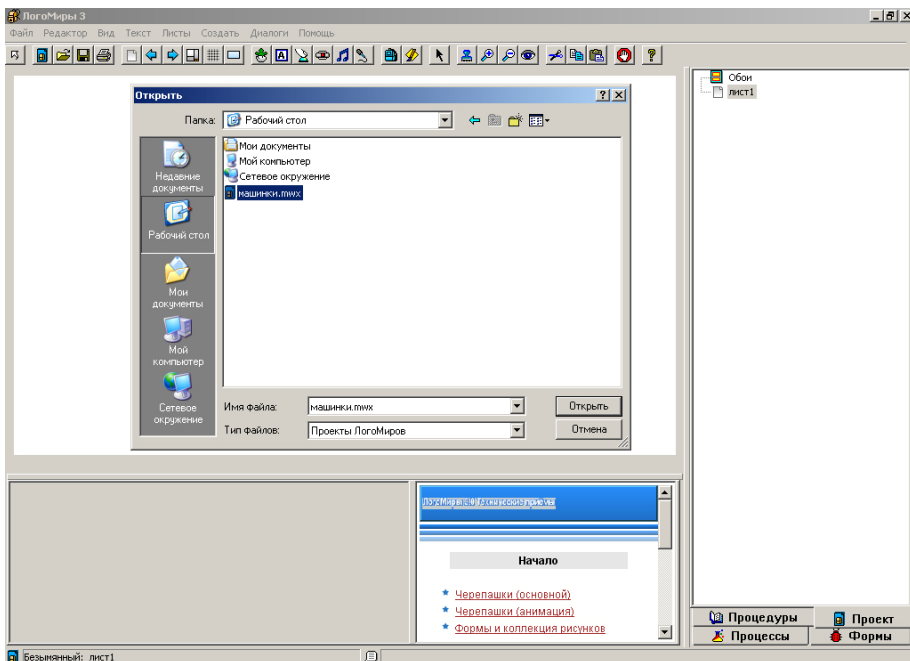 ЛогоМиры 3
Файл Редактор Вид Текст Листы Создать Диалоги Помощь
Обои
лист1
Открыть
Папка: Рабочий стол
Недавние документы
Рабочий стол
Мои документы
Мой компьютер
Сетевое окружение
Мои документы
Мой компьютер
Сетевое окружение
машинки.mwx
Имя файла: машинки.mwx Открыть
Тип файлов: Проекты ЛогоМиров Отмена
Начало
Черепашки (основной)
Черепашки (анимация)
Формы и коллекция рисунков
Процедуры Проект
Процессы Формы
Безымянный: лист1